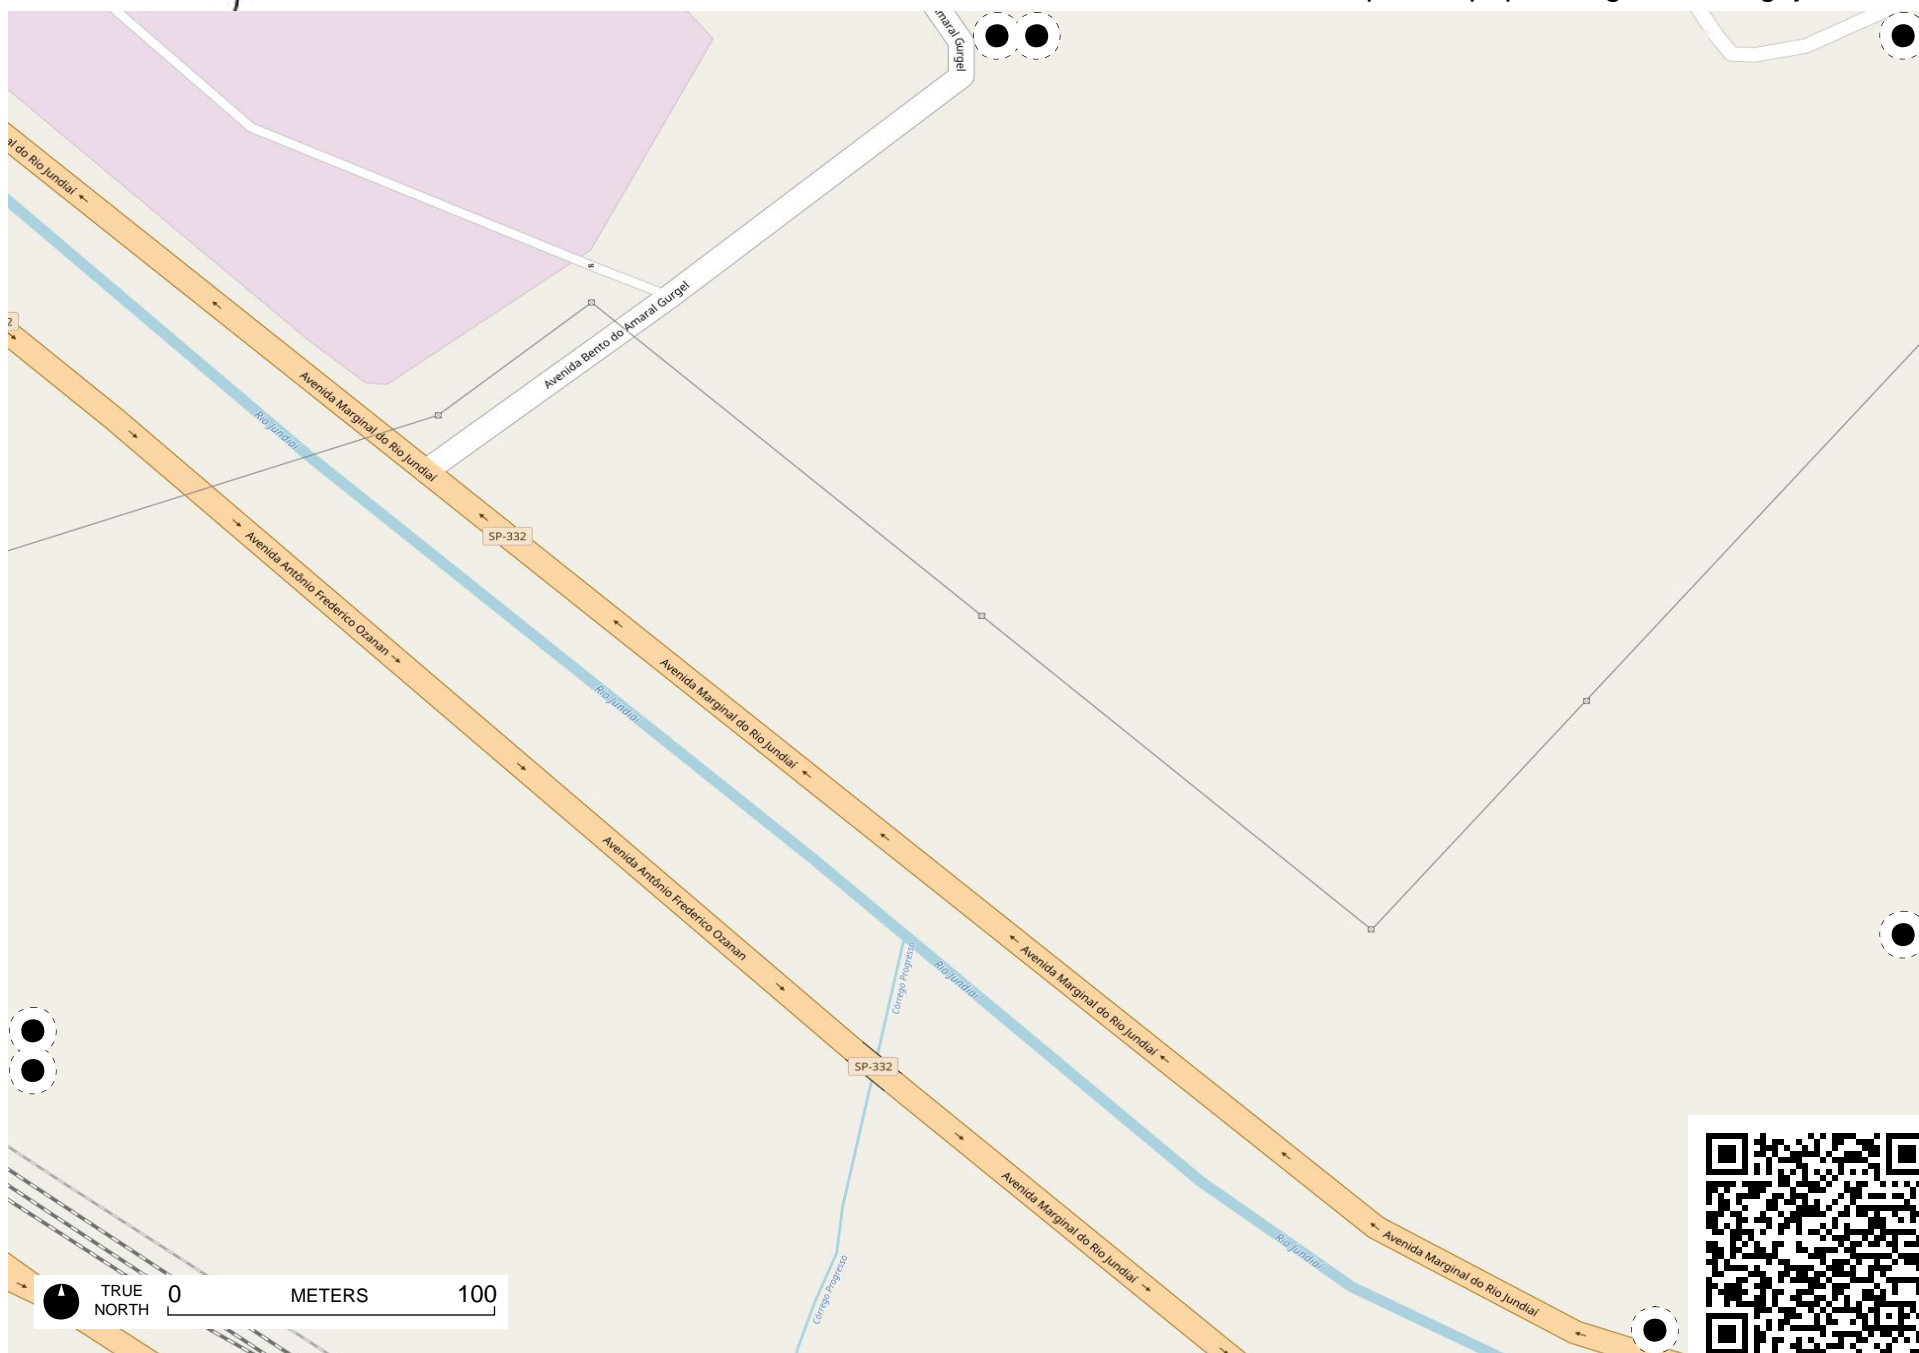 Amaral Gurgel
al do Rio Jundiaí
Avenida Bento do Amaral Gurgel
2
Avenida Marginal do Rio Jundiaí
Rio Jundiaí
SP-332
Avenida Antônio Frederico Ozanan
Avenida Marginal do Rio Jundiaí
Rio Jundiaí
Avenida Antônio Frederico Ozanan
Avenida Marginal do Rio Jundiaí
Córrego Progresso
Rio Jundiaí
SP-332
Avenida Marginal do Rio Jundiaí
Rio Jundiaí
Avenida Marginal do Rio Jundiaí
Córrego Progresso
TRUE NORTH
0 METERS 100